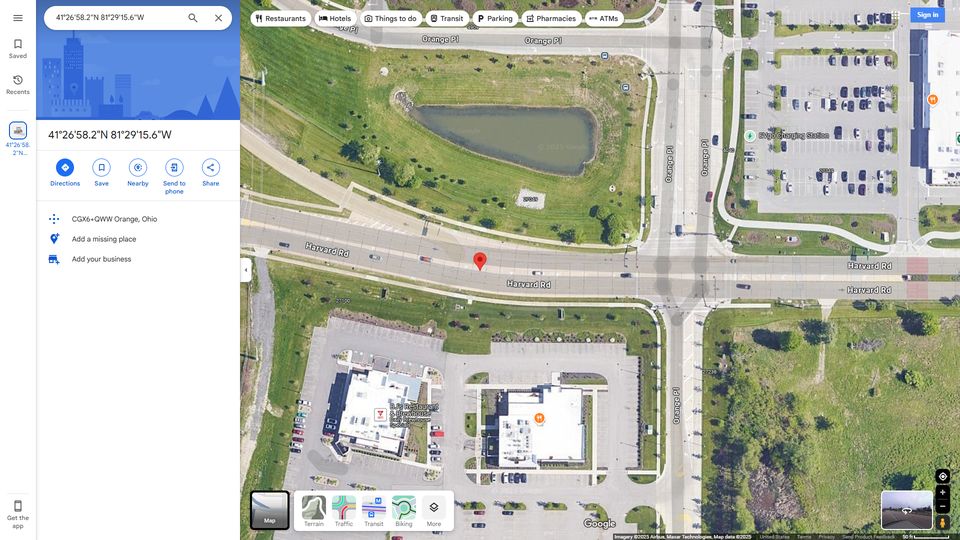 41°26'58.2"N 81°29'15.6"W
Restaurants
Hotels
Things to do
Transit
Parking
Pharmacies
ATMs
Sign in
Saved
Recents
41°26'58.
2"N...
41°26'58.2"N 81°29'15.6"W
Directions
Save
Nearby
Send to
phone
Share
CGX6+QWW Orange, Ohio
Add a missing place
Add your business
Get the
app
Orange Pl
Orange Pl
Orange Pl
Orange Pl
EVgo Charging Station
Harvard Rd
Harvard Rd
Harvard Rd
Harvard Rd
Orange Pl
BJ's Restaurant
& Brewhouse
Map
Terrain
Traffic
Transit
Biking
More
Google
Imagery ©2025 Airbus, Maxar Technologies, Map data ©2025
United States
Terms
Privacy
Send Product Feedback
50 ft